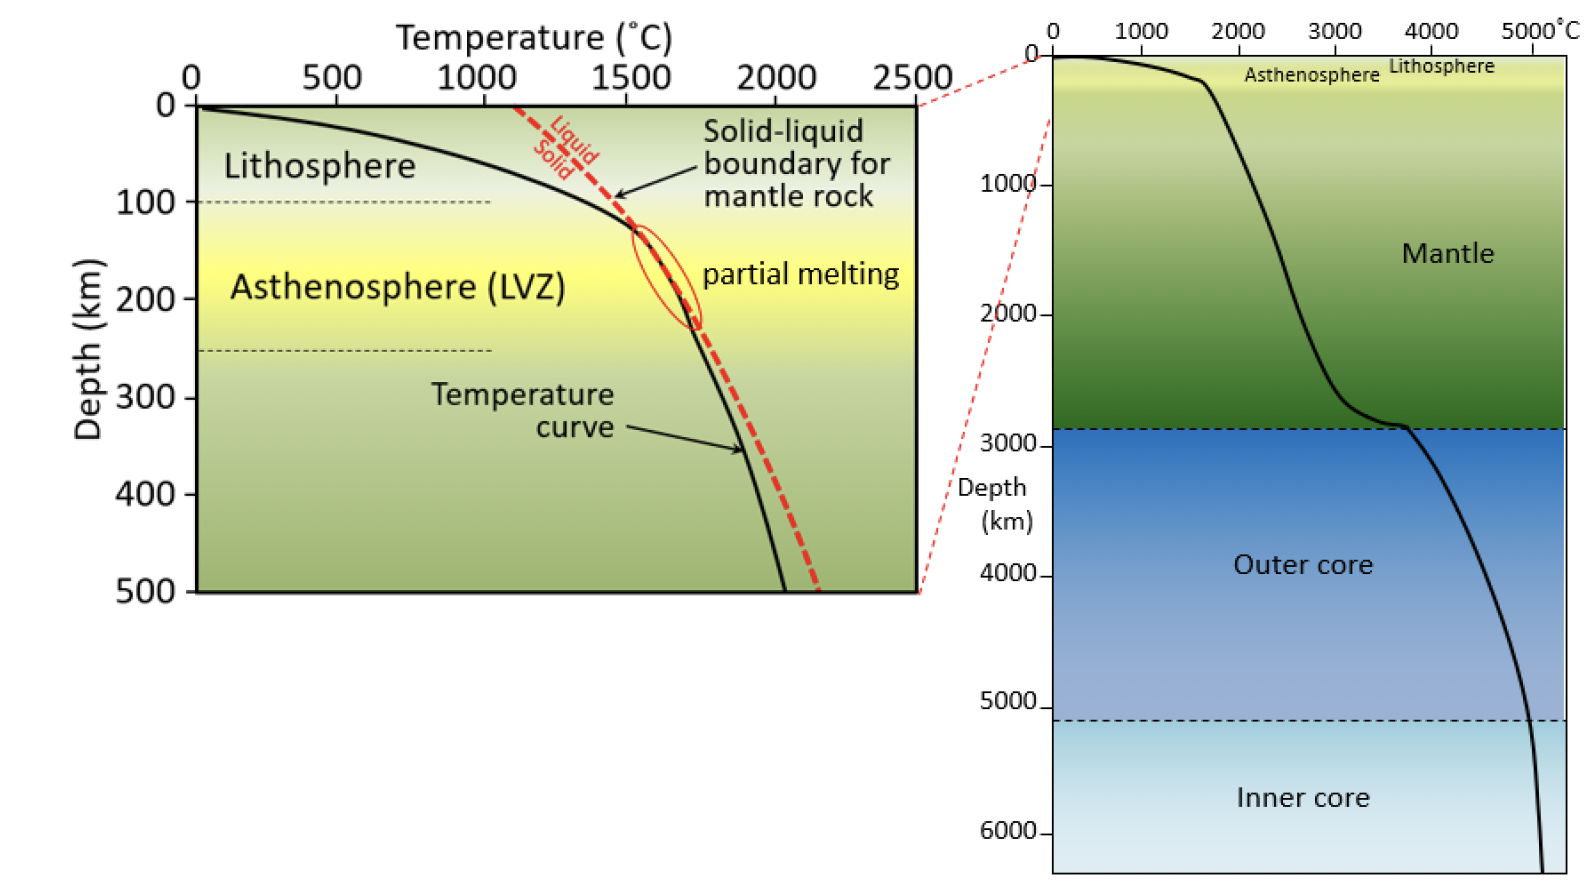 Temperature (˚C)
0 500 1000 1500 2000 2500
0
100
200
300
400
500
Depth (km)
Lithosphere
Asthenosphere (LVZ)
Liquid
Solid
Solid-liquid
boundary for
mantle rock
partial melting
Temperature
curve
0 1000 2000 3000 4000 5000˚C
0
1000
2000
3000
4000
5000
6000
Depth
(km)
Lithosphere
Asthenosphere
Mantle
Outer core
Inner core